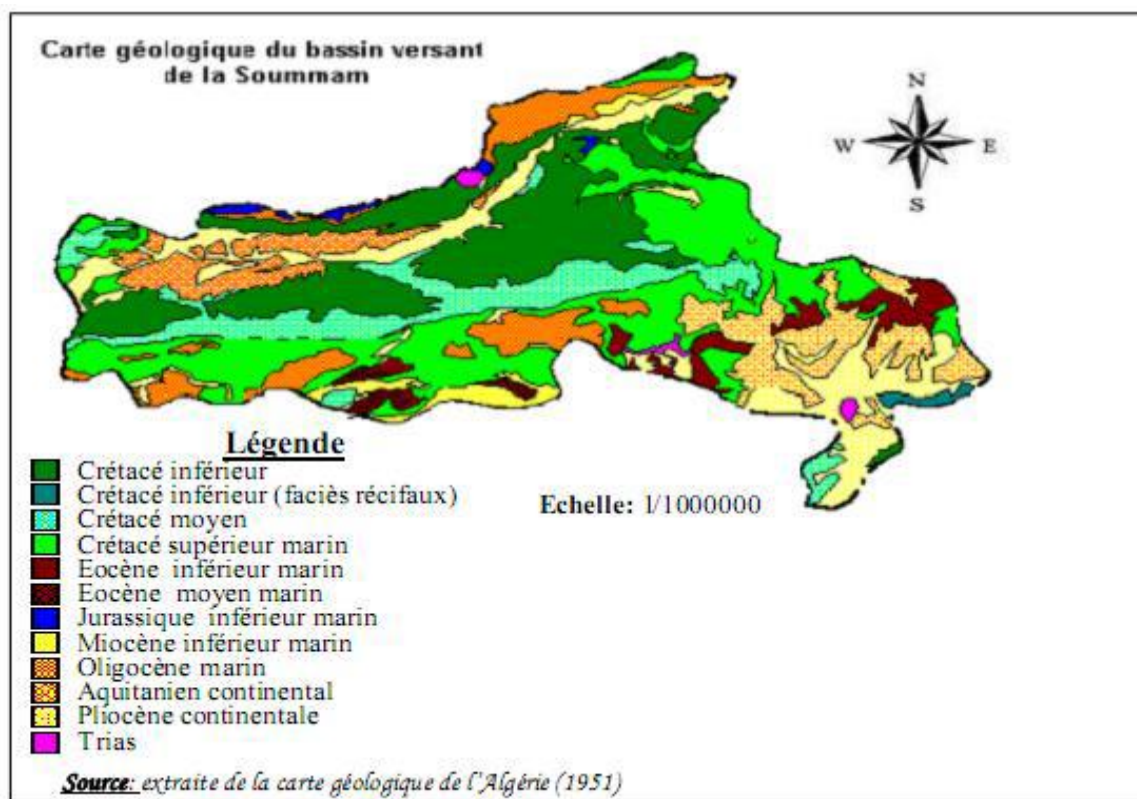 Carte géologique du bassin versant
de la Soummam
N
W E
S
Légende
Crétacé inférieur
Crétacé inférieur (faciès récifaux)
Crétacé moyen
Crétacé supérieur marin
Eocène inférieur marin
Eocène moyen marin
Jurassique inférieur marin
Miocène inférieur marin
Oligocène marin
Aquitanien continental
Pliocène continentale
Trias
Echelle: 1/1000000
Source: extraite de la carte géologique de l'Algérie (1951)